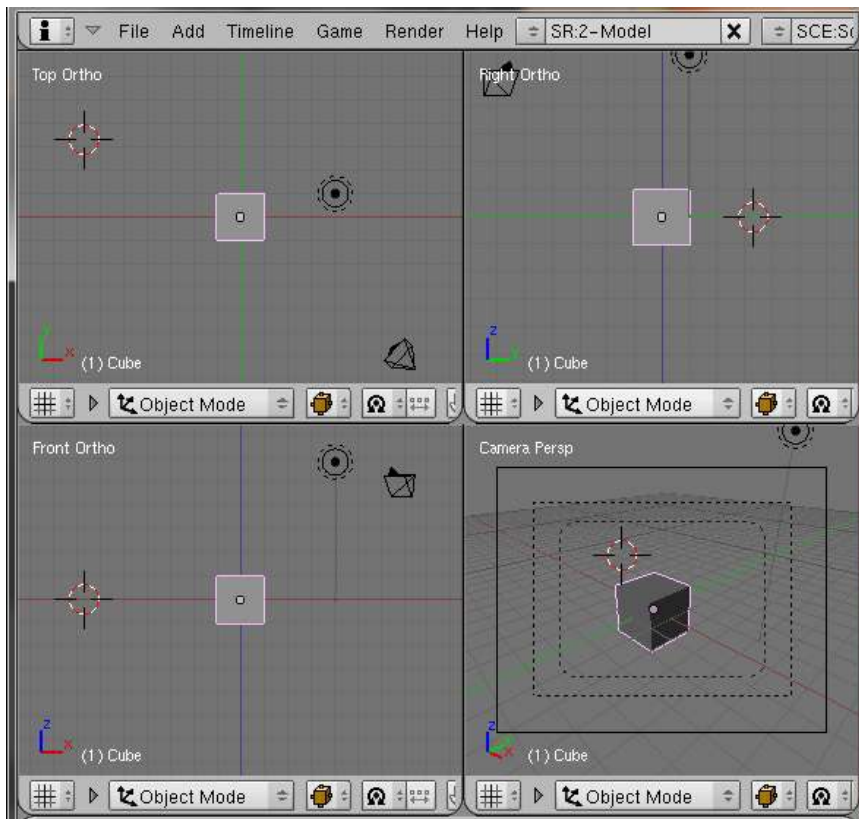 File Add Timeline Game Render Help SR:2-Model SCE:Sc
Top Ortho
Right Ortho
y
x
(1) Cube
z
y
(1) Cube
Object Mode
Object Mode
Front Ortho
Camera Persp
z
x
(1) Cube
z
x
(1) Cube
Object Mode
Object Mode